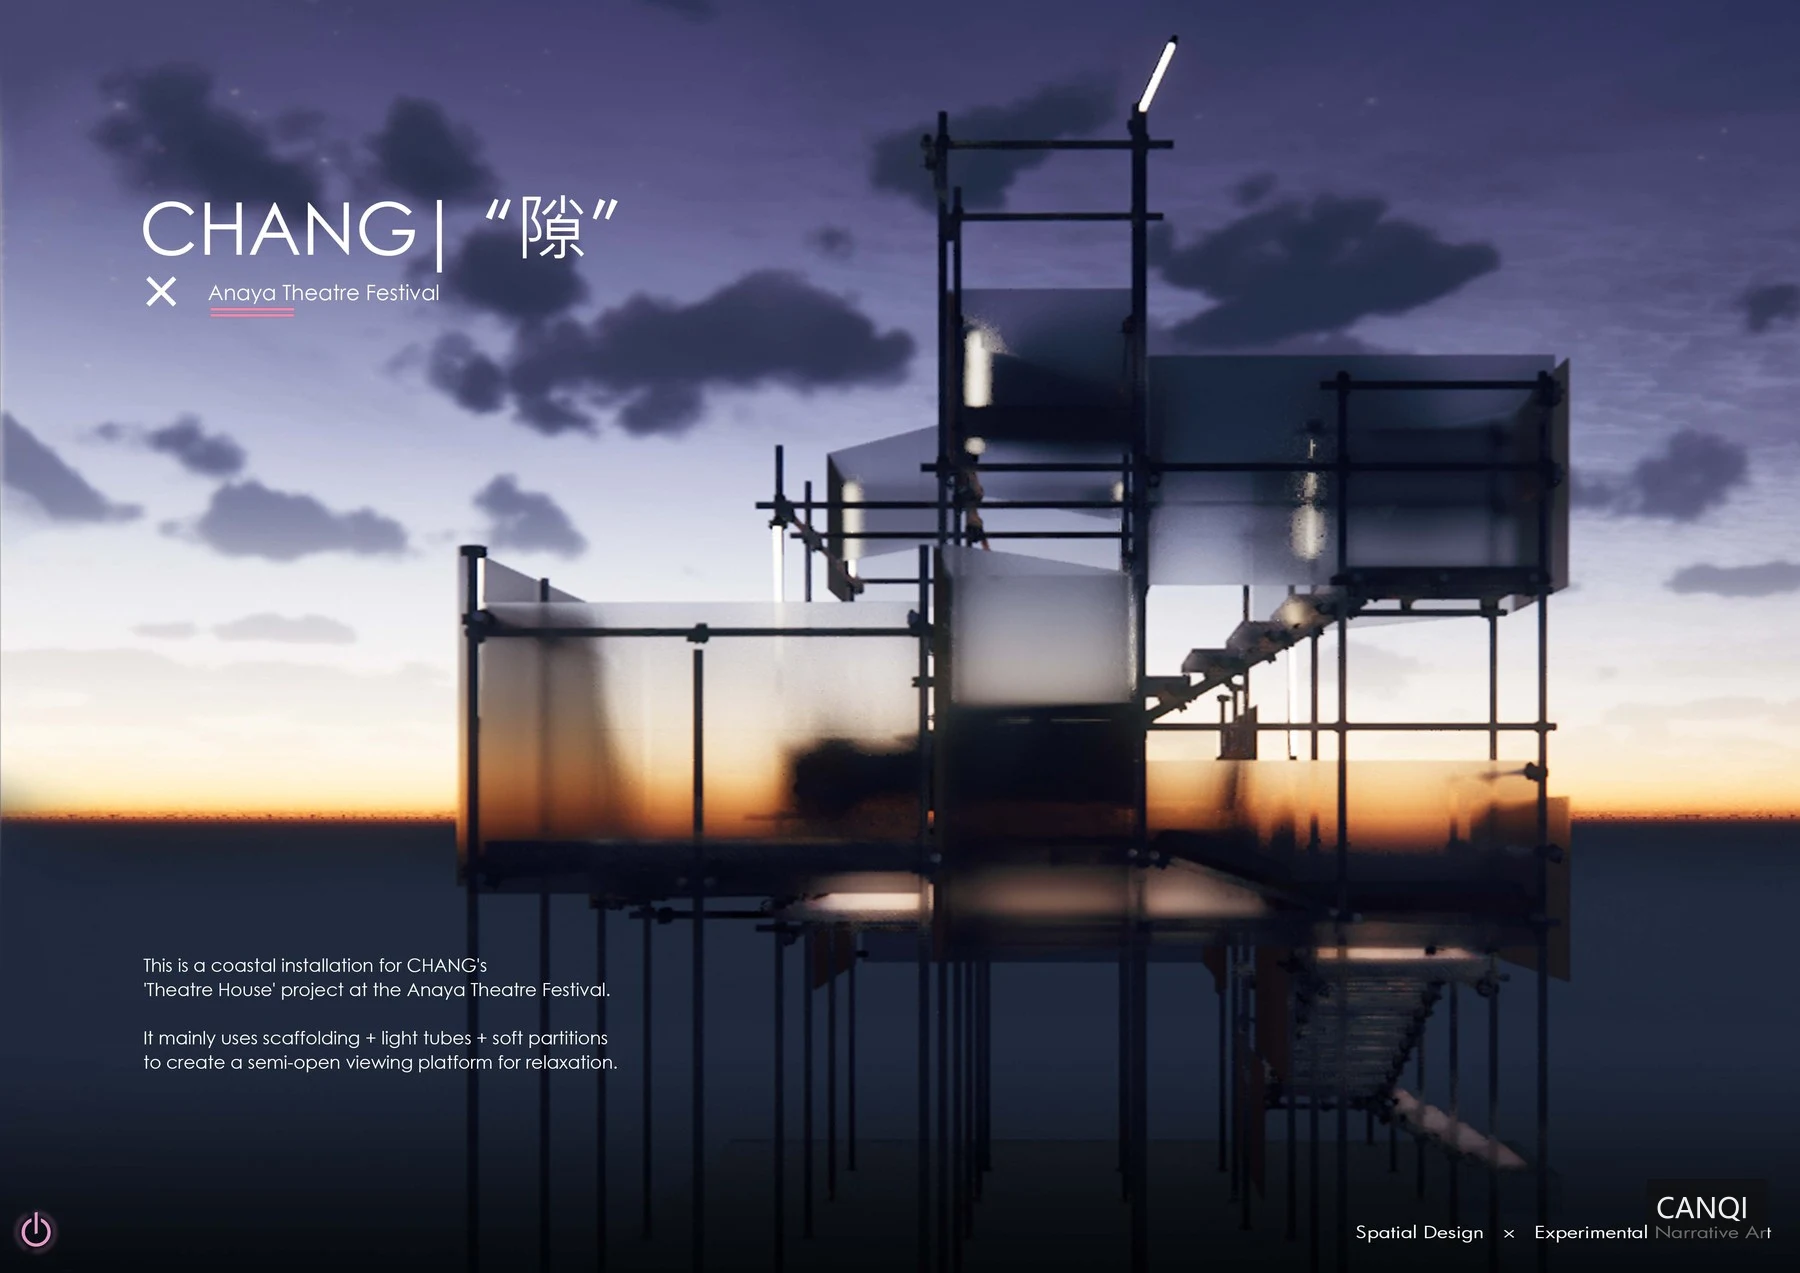 CHANG| “隙”
× Anaya Theatre Festival
This is a coastal installation for CHANG's
'Theatre House' project at the Anaya Theatre Festival.
It mainly uses scaffolding + light tubes + soft partitions
to create a semi-open viewing platform for relaxation.
CANQI
Spatial Design × Experimental Narrative Art